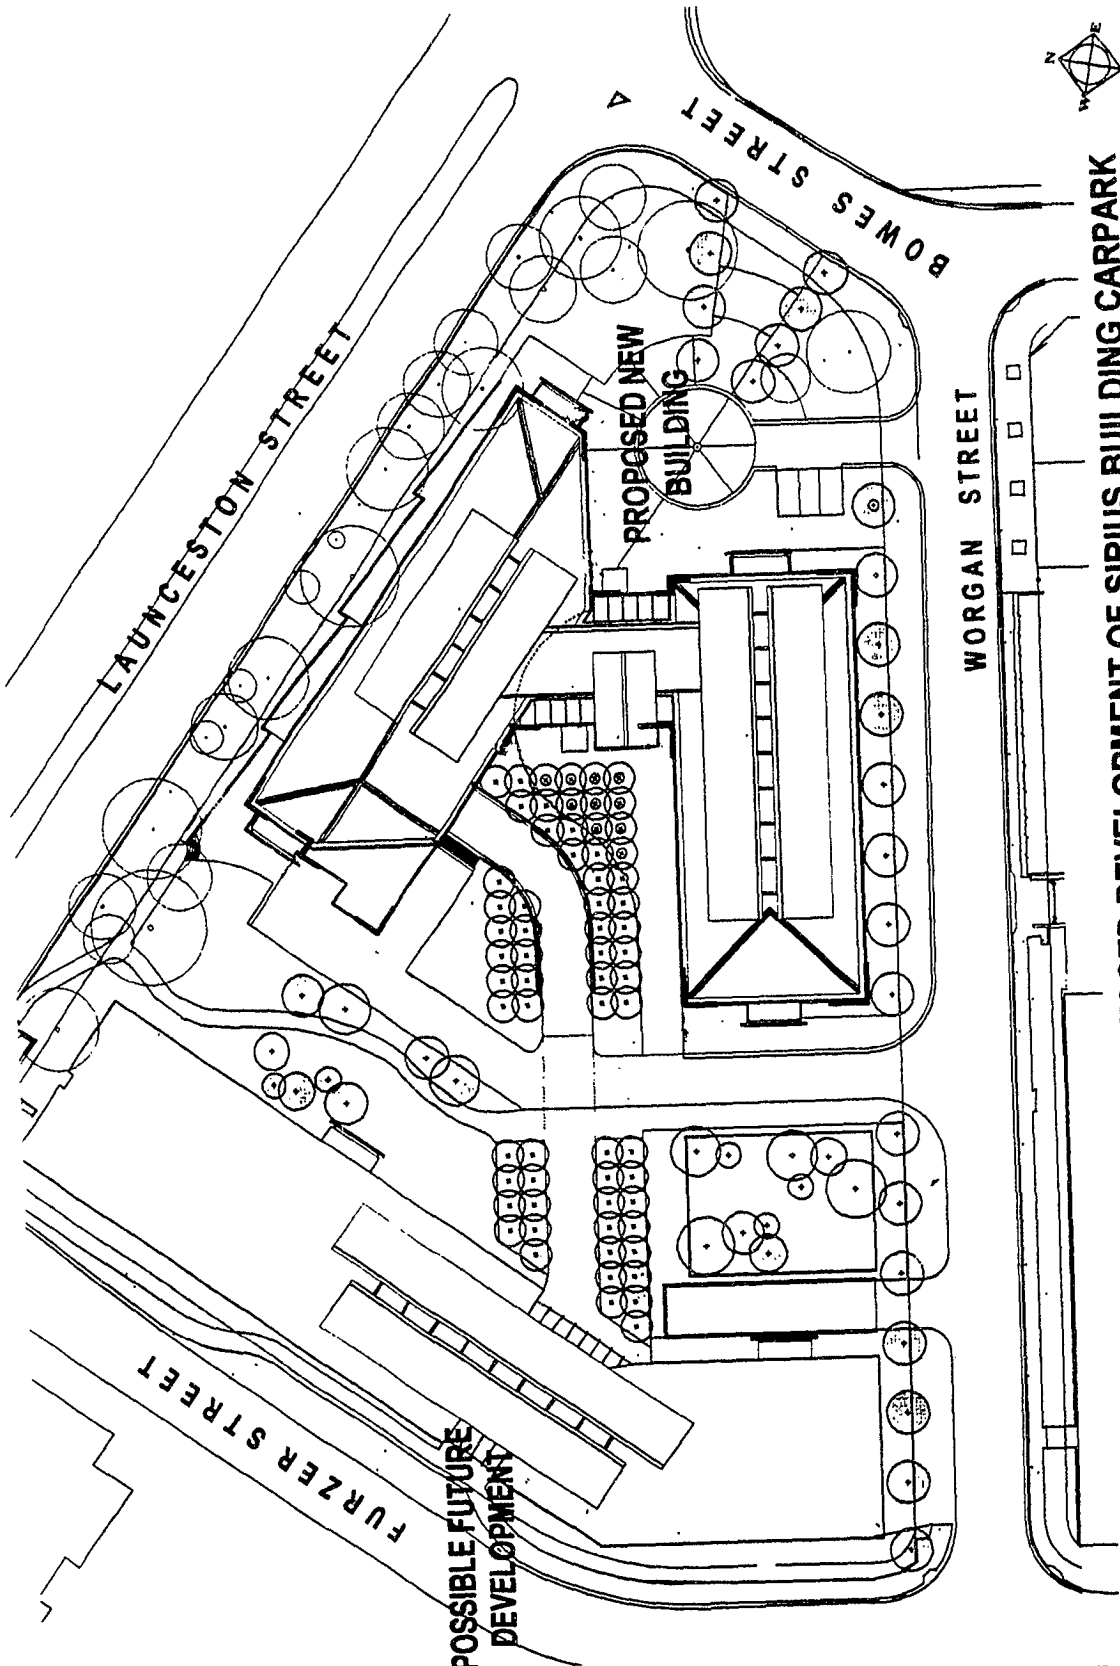 N
E
W
LAUNCESTON STREET
BOWES STREET
PROPOSED NEW
BUILDING
WORGAN STREET
FURZER STREET
POSSIBLE FUTURE
DEVELOPMENT
DEVELOPMENT OF SIRIUS BUILDING CARPARK